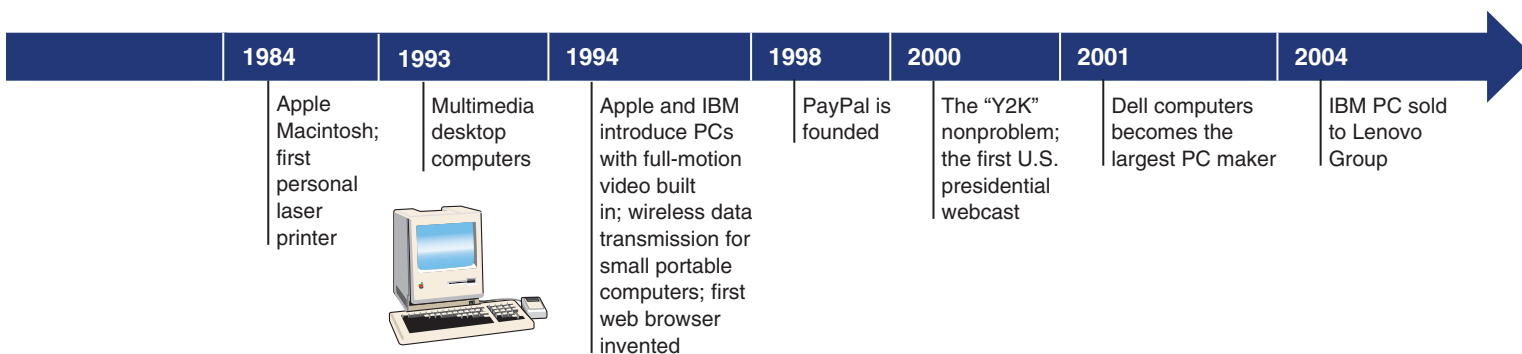 1984
Apple
Macintosh;
first
personal
laser
printer
1993
Multimedia
desktop
computers
1994
Apple and IBM
introduce PCs
with full-motion
video built
in; wireless data
transmission for
small portable
computers; first
web browser
invented
1998
PayPal is
founded
2000
The “Y2K”
nonproblem;
the first U.S.
presidential
webcast
2001
Dell computers
becomes the
largest PC maker
2004
IBM PC sold
to Lenovo
Group